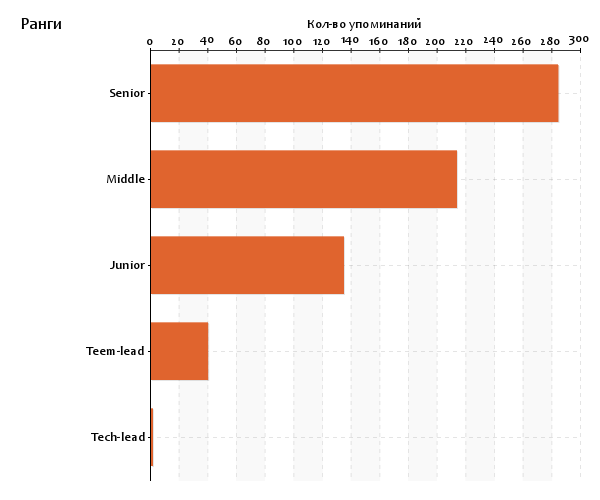 Ранги
Кол-во упоминаний
0 20 40 60 80 100 120 140 160 180 200 220 240 260 280 300
Senior
Middle
Junior
Teem-lead
Tech-lead